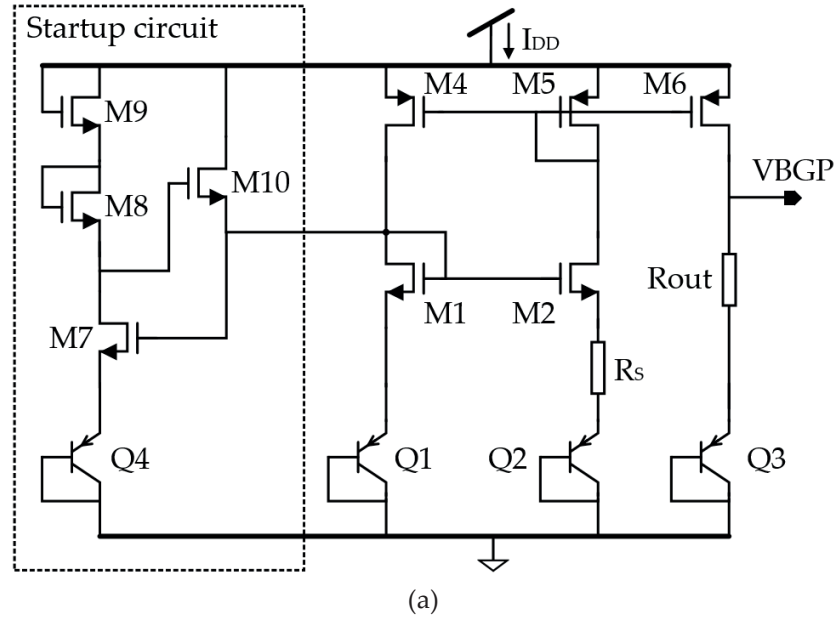 Startup circuit
IDD
M9
M4
M5
M6
M8
M10
VBGP
M7
M1
M2
Rout
RS
Q4
Q1
Q2
Q3
(a)